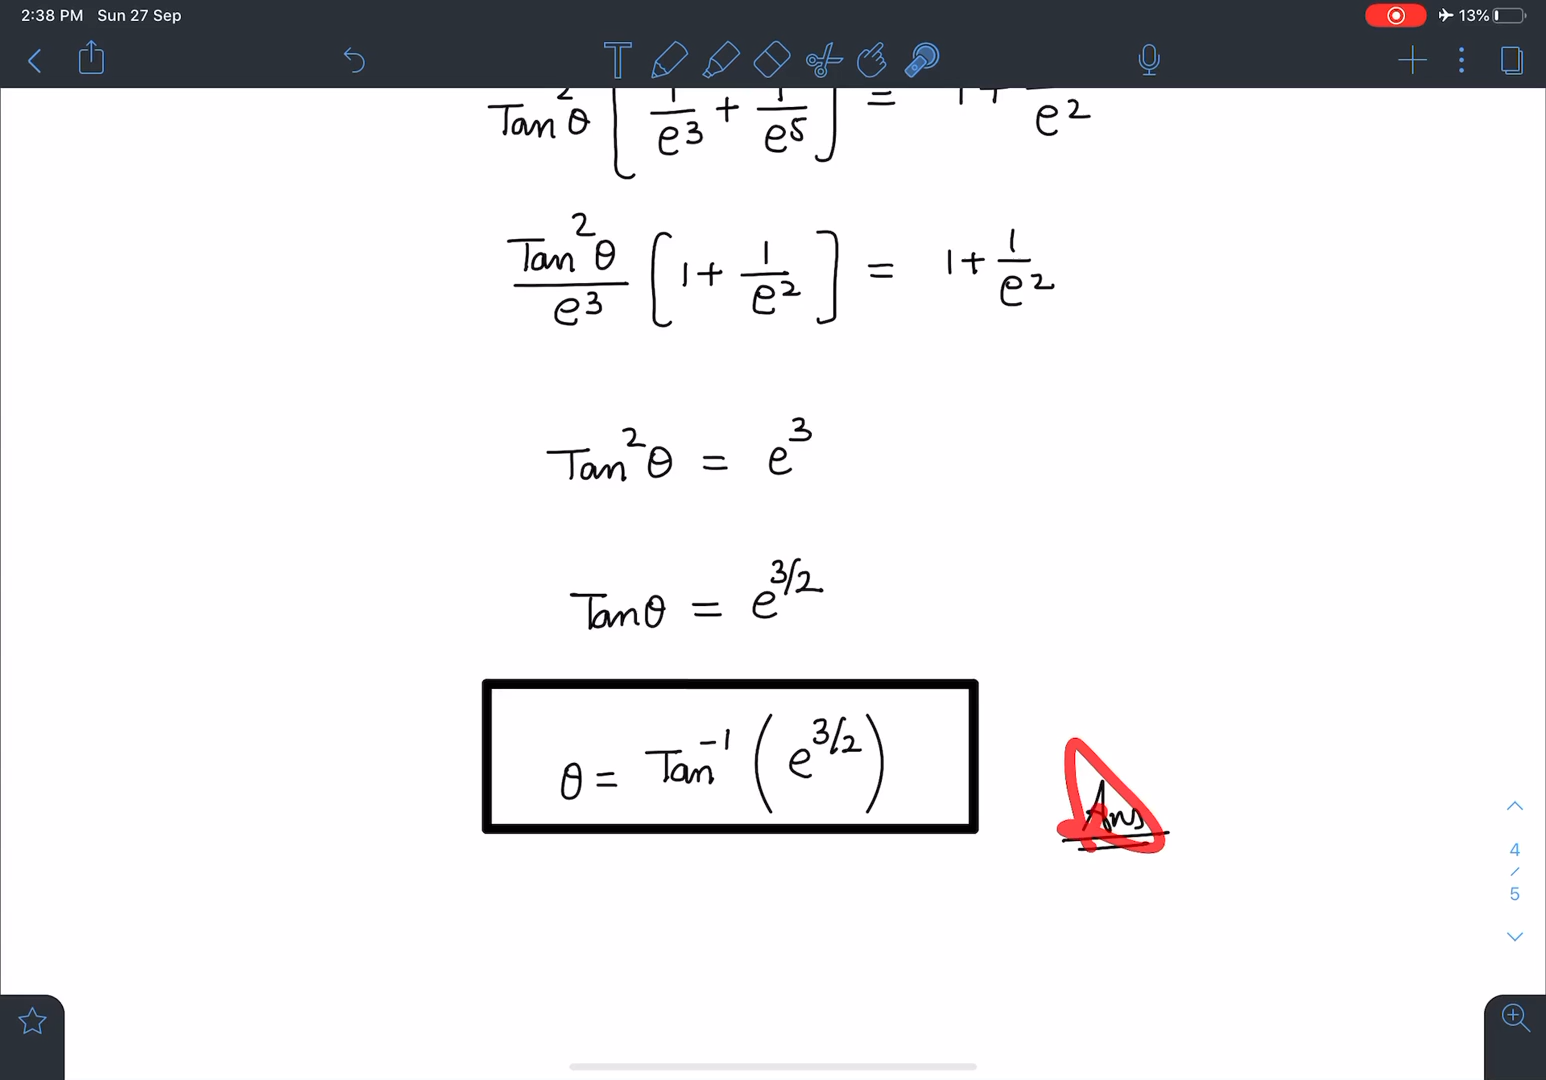 2:38 PM Sun 27 Sep 13%
T
Tan²θ [1/e³ + 1/e⁵] = 1+ /e²
Tan²θ/e³ [1+ 1/e²] = 1+ 1/e²
Tan²θ = e³
Tanθ = e^3/2
θ = Tan⁻¹ (e^3/2)
Ans
4
/
5